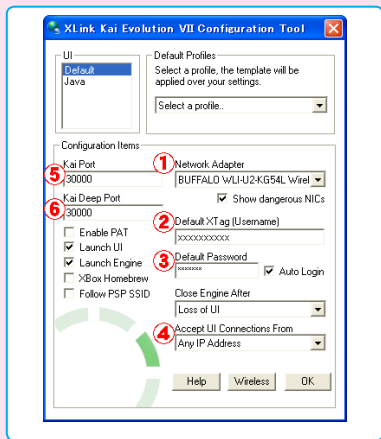 XLink Kai Evolution VII Configuration Tool
UI
Default
Java
Default Profiles
Select a profile, the template will be
applied over your settings.
Select a profile..
Configuration Items
Kai Port
⑤
30000
Kai Deep Port
⑥
30000
Enable PAT
Launch UI
Launch Engine
XBox Homebrew
Follow PSP SSID
① Network Adapter
BUFFALO WLI-U2-KG54L Wirel
Show dangerous NICs
② Default XTag (Username)
xxxxxxxxxx
③ Default Password
xxxxxxx
Auto Login
Close Engine After
Loss of UI
④ Accept UI Connections From
Any IP Address
Help
Wireless
OK